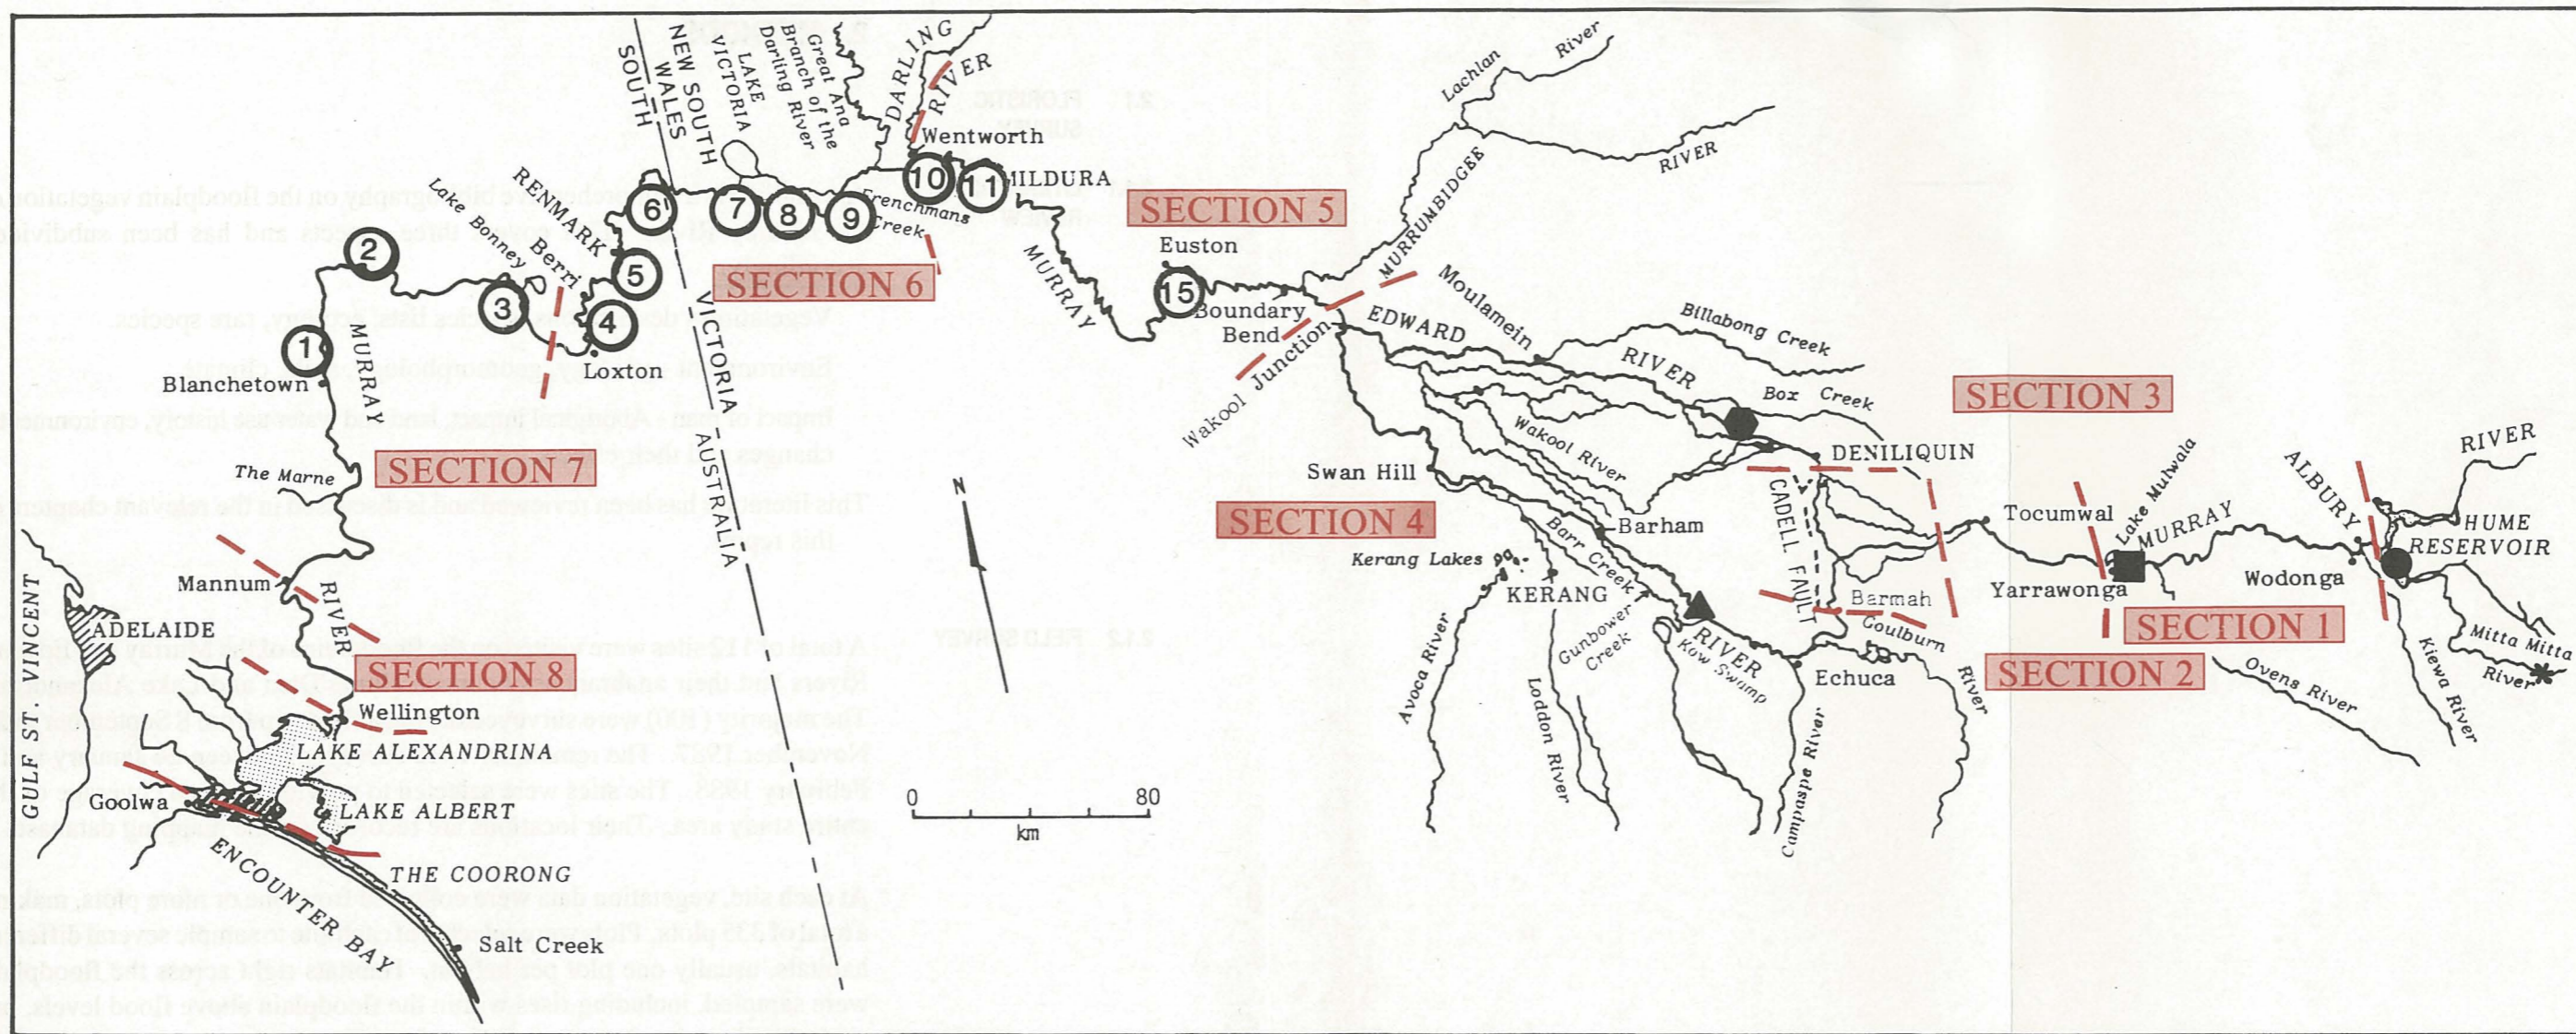 SOUTH
NEW SOUTH
WALES
LAKE
VICTORIA
Great Ana
Branch of the
Darling River
DARLING
RIVER
Wentworth
Lachlan River
MURRUMBIDGEE RIVER
RENMARK
Lake Bonney
Berri
1
2
3
4
5
6
7
8
9
10
11
15
MILDURA
Frenchmans
Creek
SECTION 5
SECTION 6
Euston
MURRAY
Boundary
Bend
Wakool Junction
EDWARD
RIVER
Moulamein
Billabong Creek
Box Creek
VICTORIA
AUSTRALIA
Loxton
Blanchetown
MURRAY
SECTION 7
The Marne
Mannum
RIVER
GULF ST. VINCENT
ADELAIDE
SECTION 8
Wellington
LAKE ALEXANDRINA
Goolwa
LAKE ALBERT
THE COORONG
ENCOUNTER BAY
Salt Creek
N
0 80
km
SECTION 3
Wakool River
DENILIQUIN
Swan Hill
SECTION 4
CADELL FAULT
Barham
Barr Creek
Kerang Lakes
KERANG
Gunbower
Creek
Avoca River
Loddon River
RIVER
Kow Swamp
Campaspe River
Echuca
Barmah
Goulburn
River
Tocumwal
Lake Mulwala
MURRAY
Yarrawonga
ALBURY
RIVER
HUME
RESERVOIR
Wodonga
SECTION 1
SECTION 2
Ovens River
Kiewa River
Mitta Mitta
River